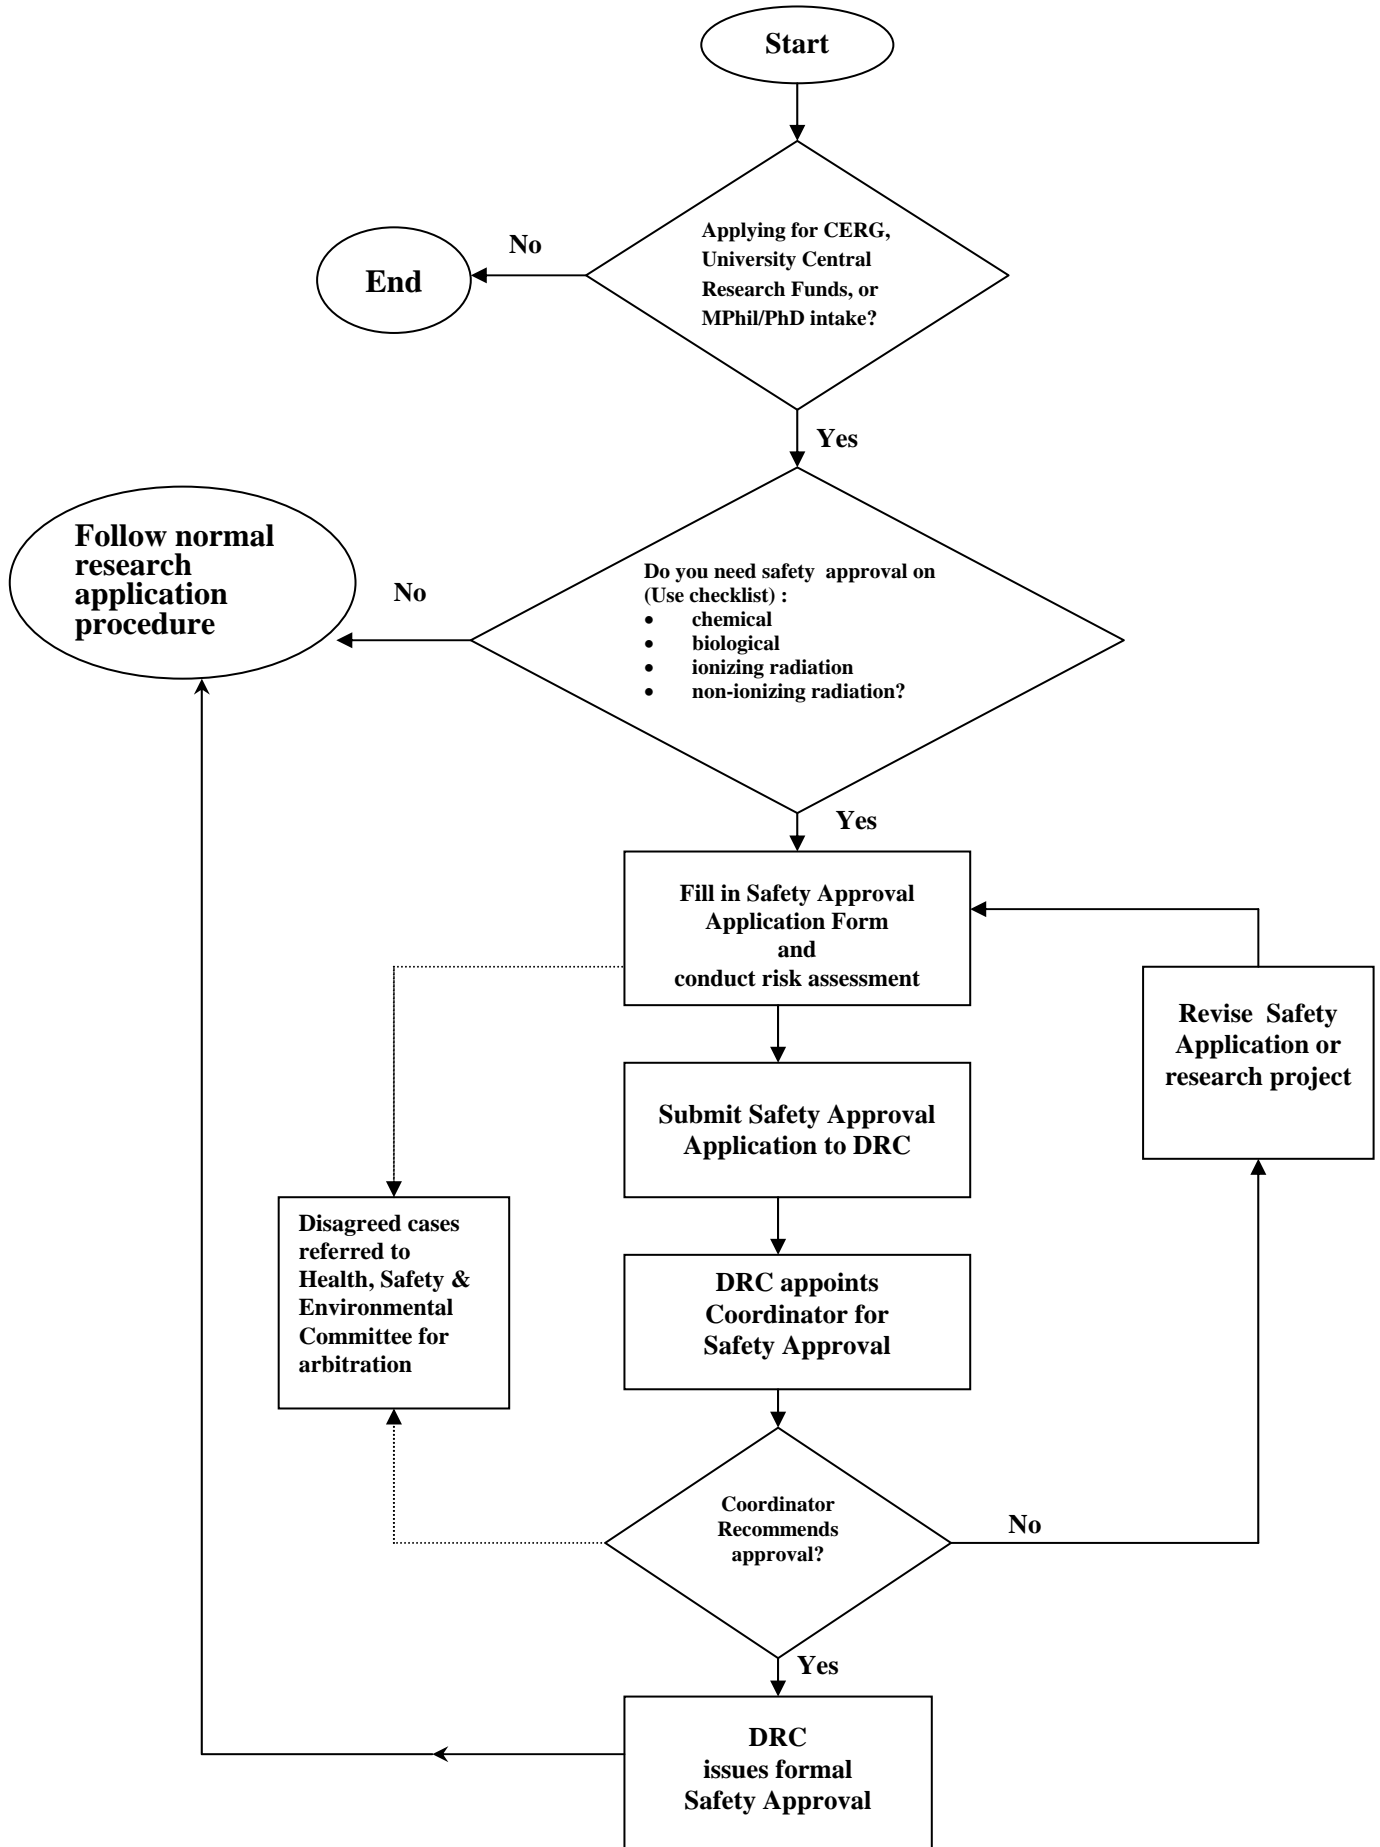 Start
Applying for CERG,
University Central
Research Funds, or
MPhil/PhD intake?
No
End
Yes
Follow normal
research
application
procedure
No
Do you need safety approval on
(Use checklist) :
• chemical
• biological
• ionizing radiation
• non-ionizing radiation?
Yes
Fill in Safety Approval
Application Form
and
conduct risk assessment
Revise Safety
Application or
research project
Submit Safety Approval
Application to DRC
Disagreed cases
referred to
Health, Safety &
Environmental
Committee for
arbitration
DRC appoints
Coordinator for
Safety Approval
Coordinator
Recommends
approval?
No
Yes
DRC
issues formal
Safety Approval